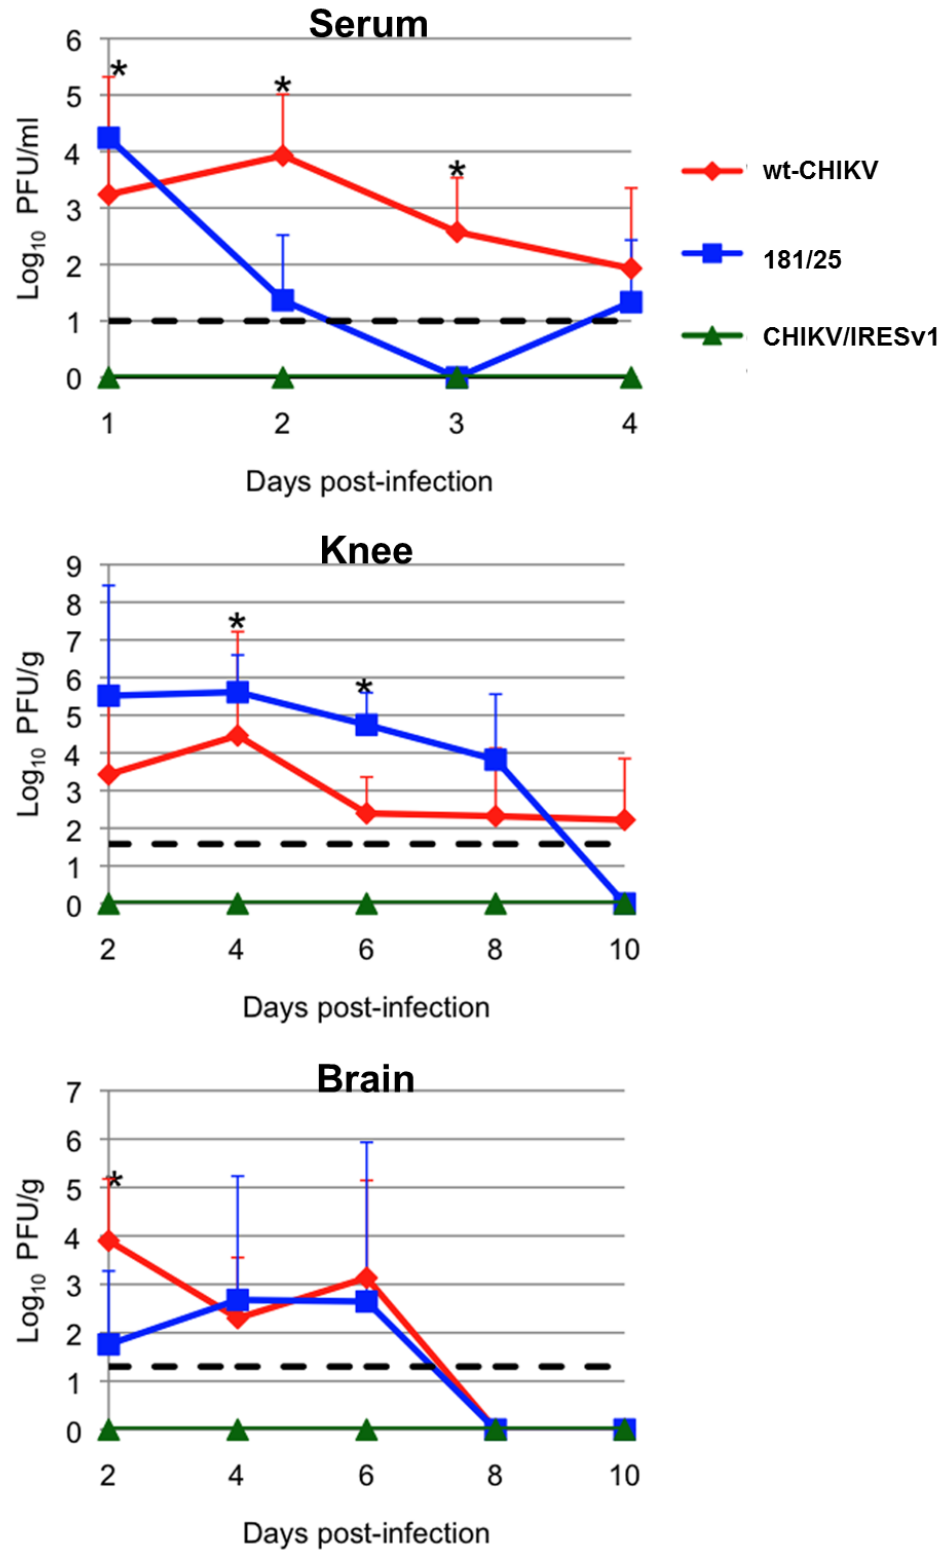 Serum
6
5
4
3
2
1
0
Log10 PFU/ml
*
*
*
1 2 3 4
Days post-infection
wt-CHIKV
181/25
CHIKV/IRESv1
Knee
9
8
7
6
5
4
3
2
1
0
Log10 PFU/g
*
*
2 4 6 8 10
Days post-infection
Brain
7
6
5
4
3
2
1
0
Log10 PFU/g
*
2 4 6 8 10
Days post-infection